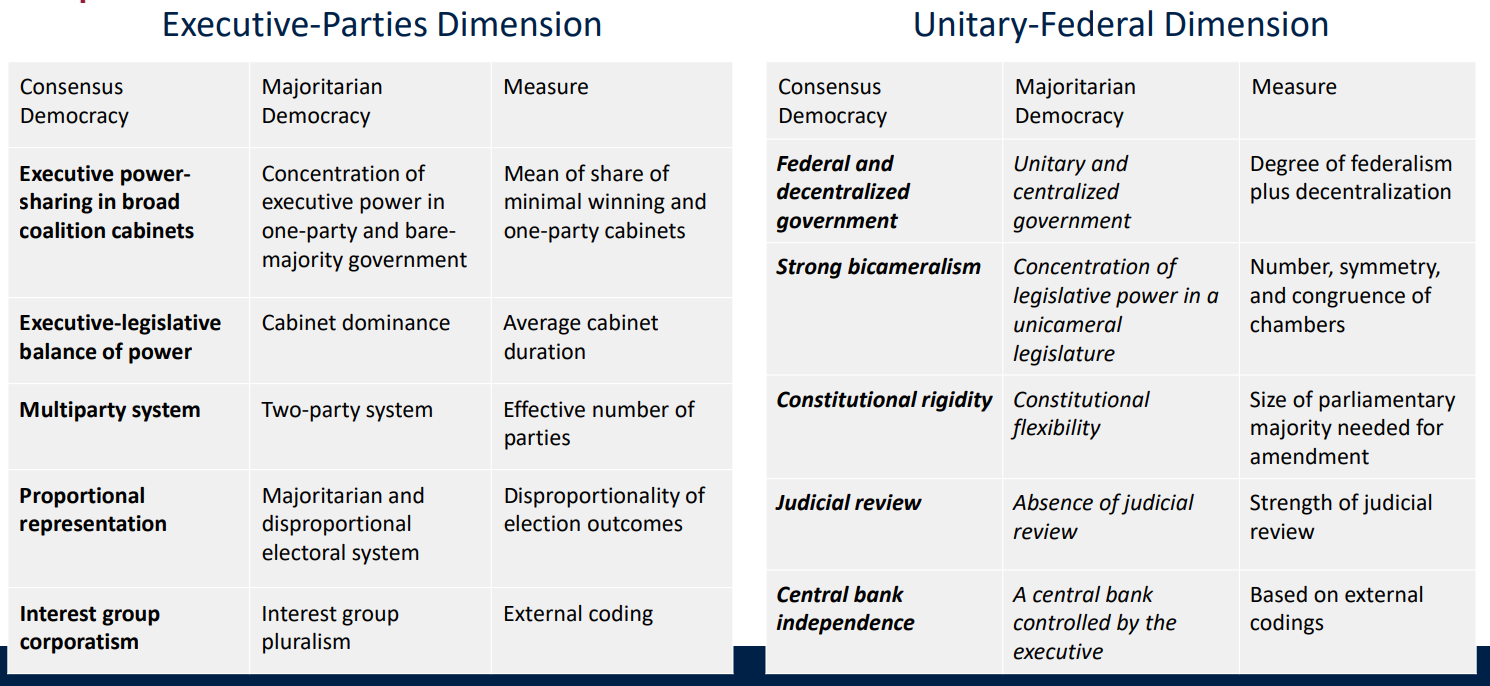 Executive-Parties Dimension
Consensus
Democracy
Majoritarian
Democracy
Measure
Executive power-
sharing in broad
coalition cabinets
Concentration of
executive power in
one-party and bare-
majority government
Mean of share of
minimal winning and
one-party cabinets
Executive-legislative
balance of power
Cabinet dominance
Average cabinet
duration
Multiparty system
Two-party system
Effective number of
parties
Proportional
representation
Majoritarian and
disproportional
electoral system
Disproportionality of
election outcomes
Interest group
corporatism
Interest group
pluralism
External coding
Unitary-Federal Dimension
Consensus
Democracy
Majoritarian
Democracy
Measure
Federal and
decentralized
government
Unitary and
centralized
government
Degree of federalism
plus decentralization
Strong bicameralism
Concentration of
legislative power in a
unicameral
legislature
Number, symmetry,
and congruence of
chambers
Constitutional rigidity
Constitutional
flexibility
Size of parliamentary
majority needed for
amendment
Judicial review
Absence of judicial
review
Strength of judicial
review
Central bank
independence
A central bank
controlled by the
executive
Based on external
codings